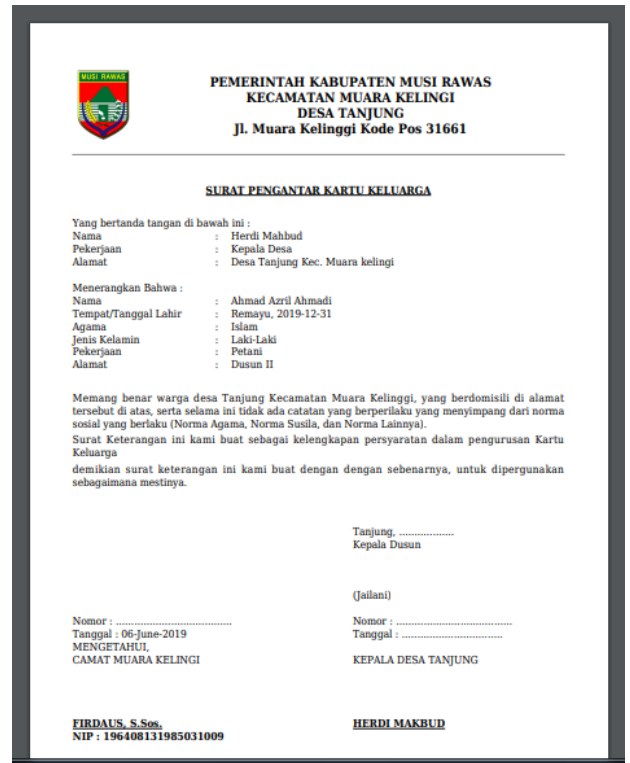 MUSI RAWAS
PEMERINTAH KABUPATEN MUSI RAWAS
KECAMATAN MUARA KELINGI
DESA TANJUNG
Jl. Muara Kelinggi Kode Pos 31661
SURAT PENGANTAR KARTU KELUARGA
Yang bertanda tangan di bawah ini :
Nama : Herdi Mahbud
Pekerjaan : Kepala Desa
Alamat : Desa Tanjung Kec. Muara kelingi
Menerangkan Bahwa :
Nama : Ahmad Azril Ahmadi
Tempat/Tanggal Lahir : Remayu, 2019-12-31
Agama : Islam
Jenis Kelamin : Laki-Laki
Pekerjaan : Petani
Alamat : Dusun II
Memang benar warga desa Tanjung Kecamatan Muara Kelinggi, yang berdomisili di alamat
tersebut di atas, serta selama ini tidak ada catatan yang berperilaku yang menyimpang dari norma
sosial yang berlaku (Norma Agama, Norma Susila, dan Norma Lainnya).
Surat Keterangan ini kami buat sebagai kelengkapan persyaratan dalam pengurusan Kartu
Keluarga
demikian surat keterangan ini kami buat dengan dengan sebenarnya, untuk dipergunakan
sebagaimana mestinya.
Tanjung, ..................
Kepala Dusun
(Jailani)
Nomor : ......................................
Tanggal : 06-June-2019
MENGETAHUI,
CAMAT MUARA KELINGI
Nomor : ......................................
Tanggal : .................................
KEPALA DESA TANJUNG
FIRDAUS, S.Sos.
NIP : 196408131985031009
HERDI MAKBUD